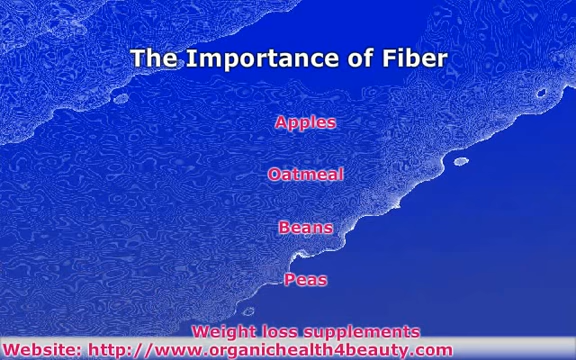 The Importance of Fiber
Apples
Oatmeal
Beans
Peas
Weight loss supplements
Website: http://www.organichealth4beauty.com